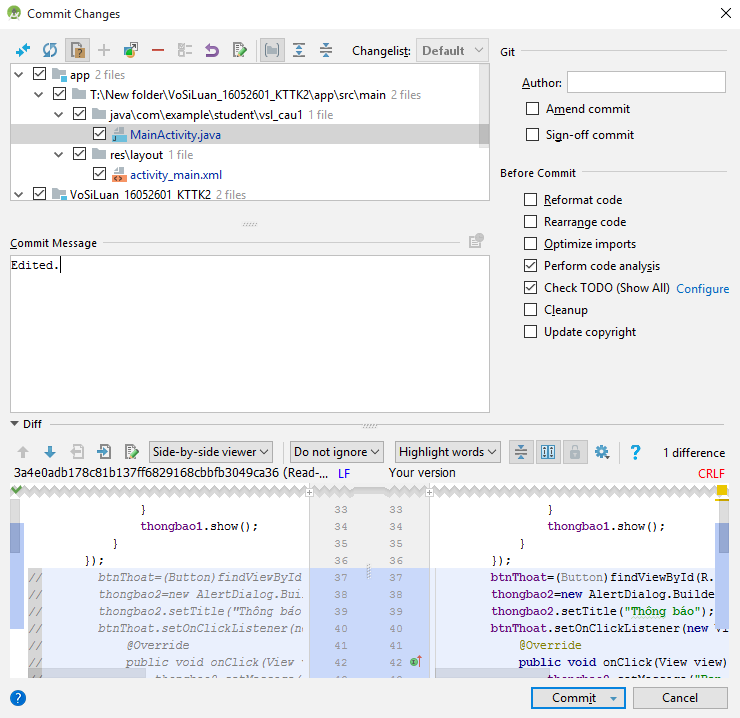 Commit Changes
Changelist: Default
app 2 files
T:\New folder\VoSiLuan_16052601_KTTK2\app\src\main 2 files
java\com\example\student\vsl_cau1 1 file
MainActivity.java
res\layout 1 file
activity_main.xml
VoSiLuan_16052601_KTTK2 2 files
Commit Message
Edited.
Git
Author:
Amend commit
Sign-off commit
Before Commit
Reformat code
Rearrange code
Optimize imports
Perform code analysis
Check TODO (Show All) Configure
Cleanup
Update copyright
Diff
Side-by-side viewer Do not ignore Highlight words ? 1 difference
3a4e0adb178c81b137ff6829168cbbfb3049ca36 (Read-... LF Your version CRLF
} 33 33 }
thongbao1.show(); 34 34 thongbao1.show();
} 35 35 }
}); 36 36 });
// btnThoat=(Button)findViewById 37 37 btnThoat=(Button)findViewById(R.
// thongbao2=new AlertDialog.Buil 38 38 thongbao2=new AlertDialog.Builde
// thongbao2.setTitle("Thông báo 39 39 thongbao2.setTitle("Thông báo");
// btnThoat.setOnClickListener(ne 40 40 btnThoat.setOnClickListener(new Vi
// @Override 41 41 @Override
// public void onClick(View v 42 42 public void onClick(View view)
? Commit Cancel